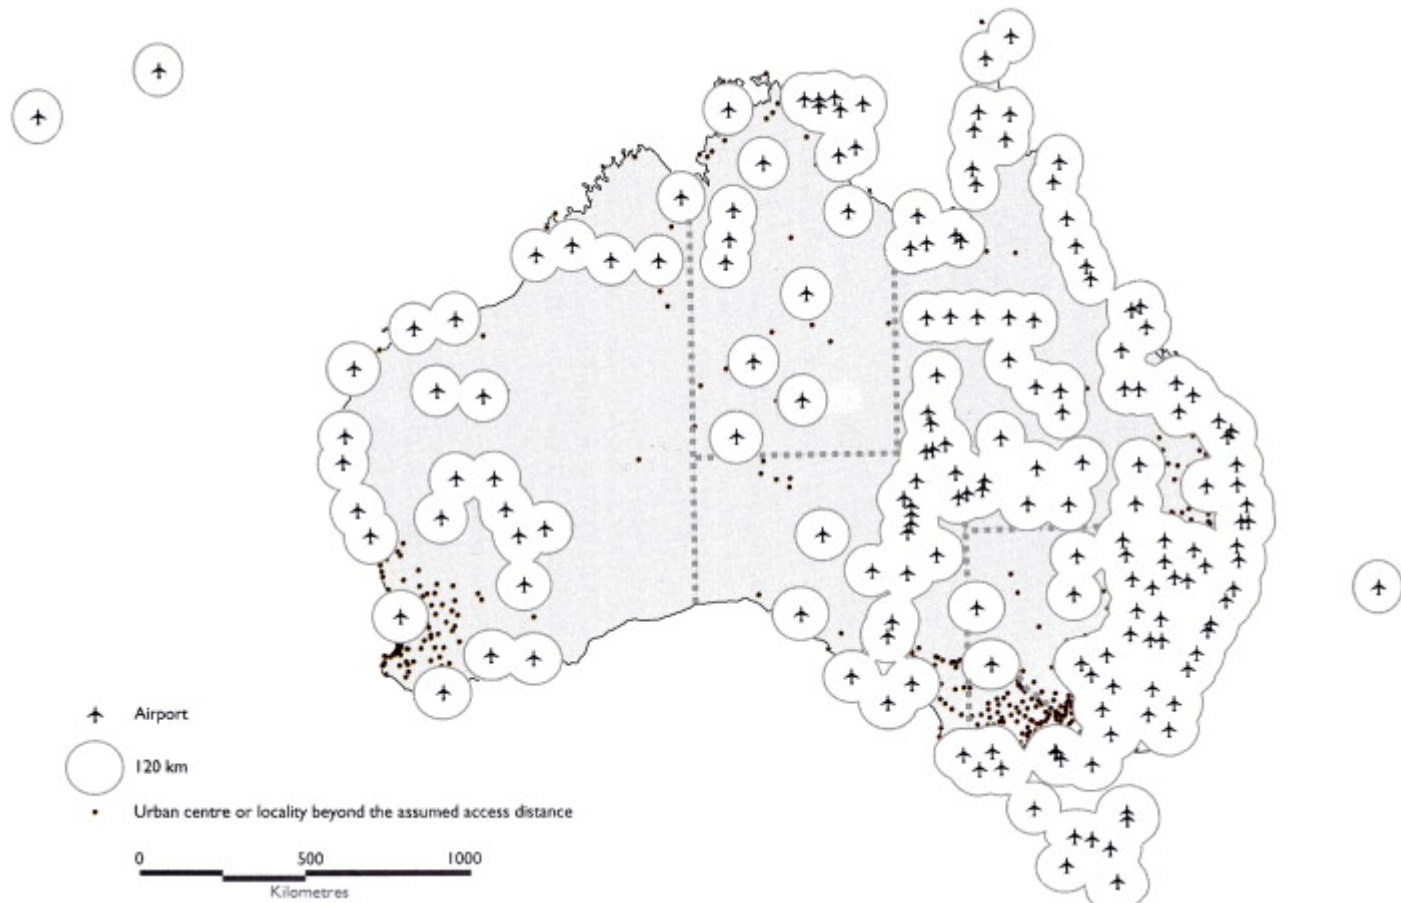 Airport
120 km
Urban centre or locality beyond the assumed access distance
0 500 1000
Kilometres